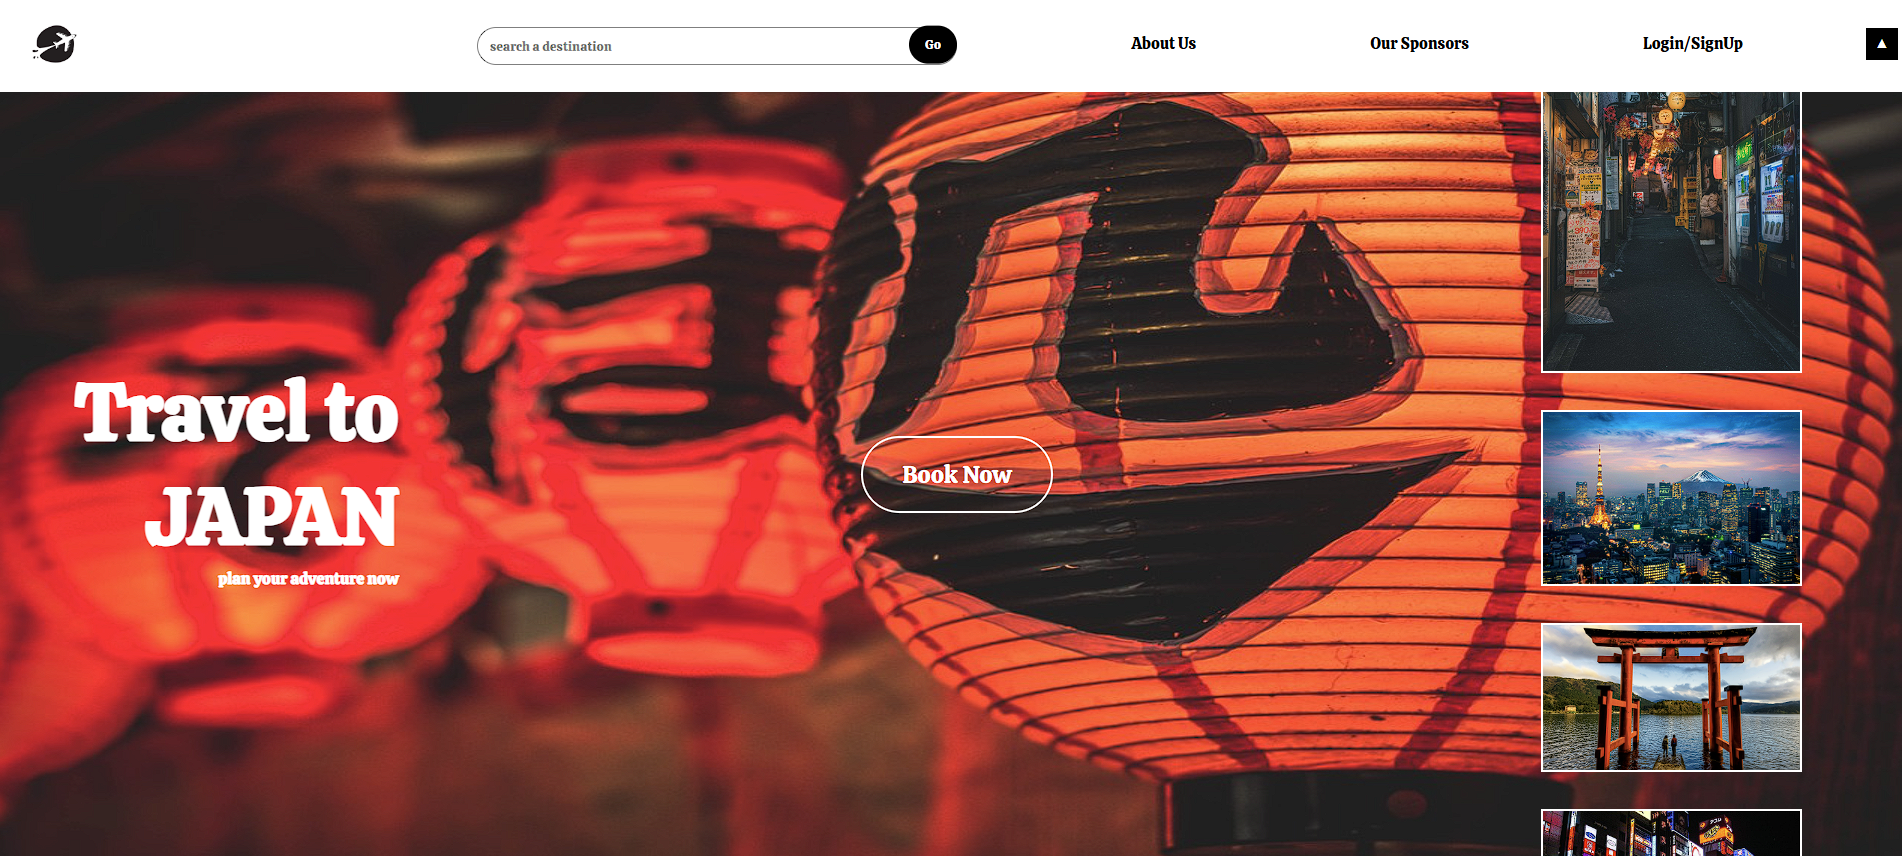 search a destination
Go
About Us
Our Sponsors
Login/SignUp
▲
Travel to
JAPAN
plan your adventure now
Book Now